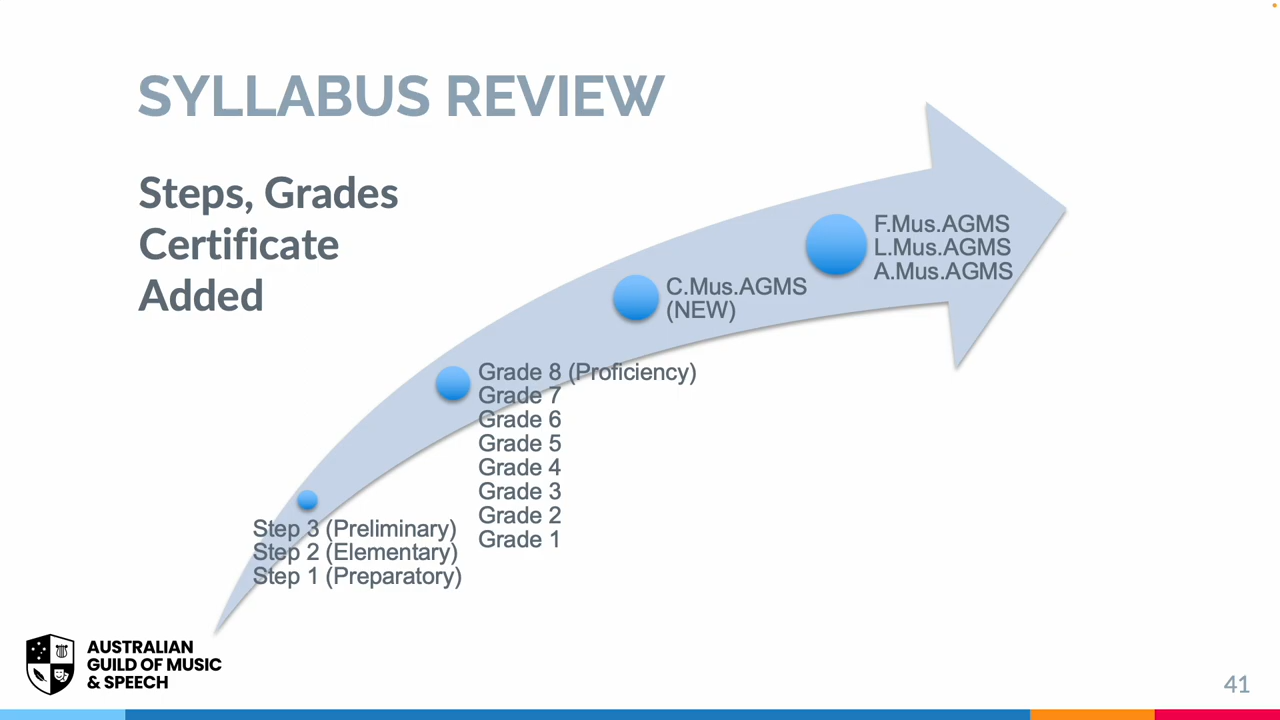 SYLLABUS REVIEW
Steps, Grades
Certificate
Added
F.Mus.AGMS
L.Mus.AGMS
A.Mus.AGMS
C.Mus.AGMS
(NEW)
Grade 8 (Proficiency)
Grade 7
Grade 6
Grade 5
Grade 4
Grade 3
Grade 2
Grade 1
Step 3 (Preliminary)
Step 2 (Elementary)
Step 1 (Preparatory)
AUSTRALIAN
GUILD OF MUSIC
& SPEECH
41